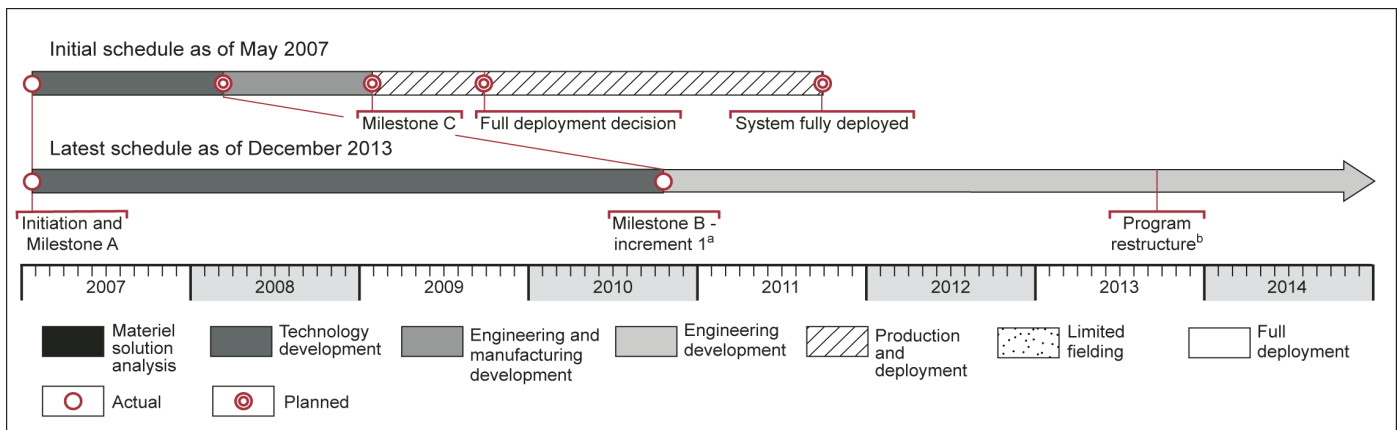 Initial schedule as of May 2007
Milestone C
Full deployment decision
System fully deployed
Latest schedule as of December 2013
Initiation and
Milestone A
Milestone B -
increment 1a
Program
restructureb
2007
2008
2009
2010
2011
2012
2013
2014
Materiel
solution
analysis
Technology
development
Engineering and
manufacturing
development
Engineering
development
Production
and
deployment
Limited
fielding
Full
deployment
Actual
Planned